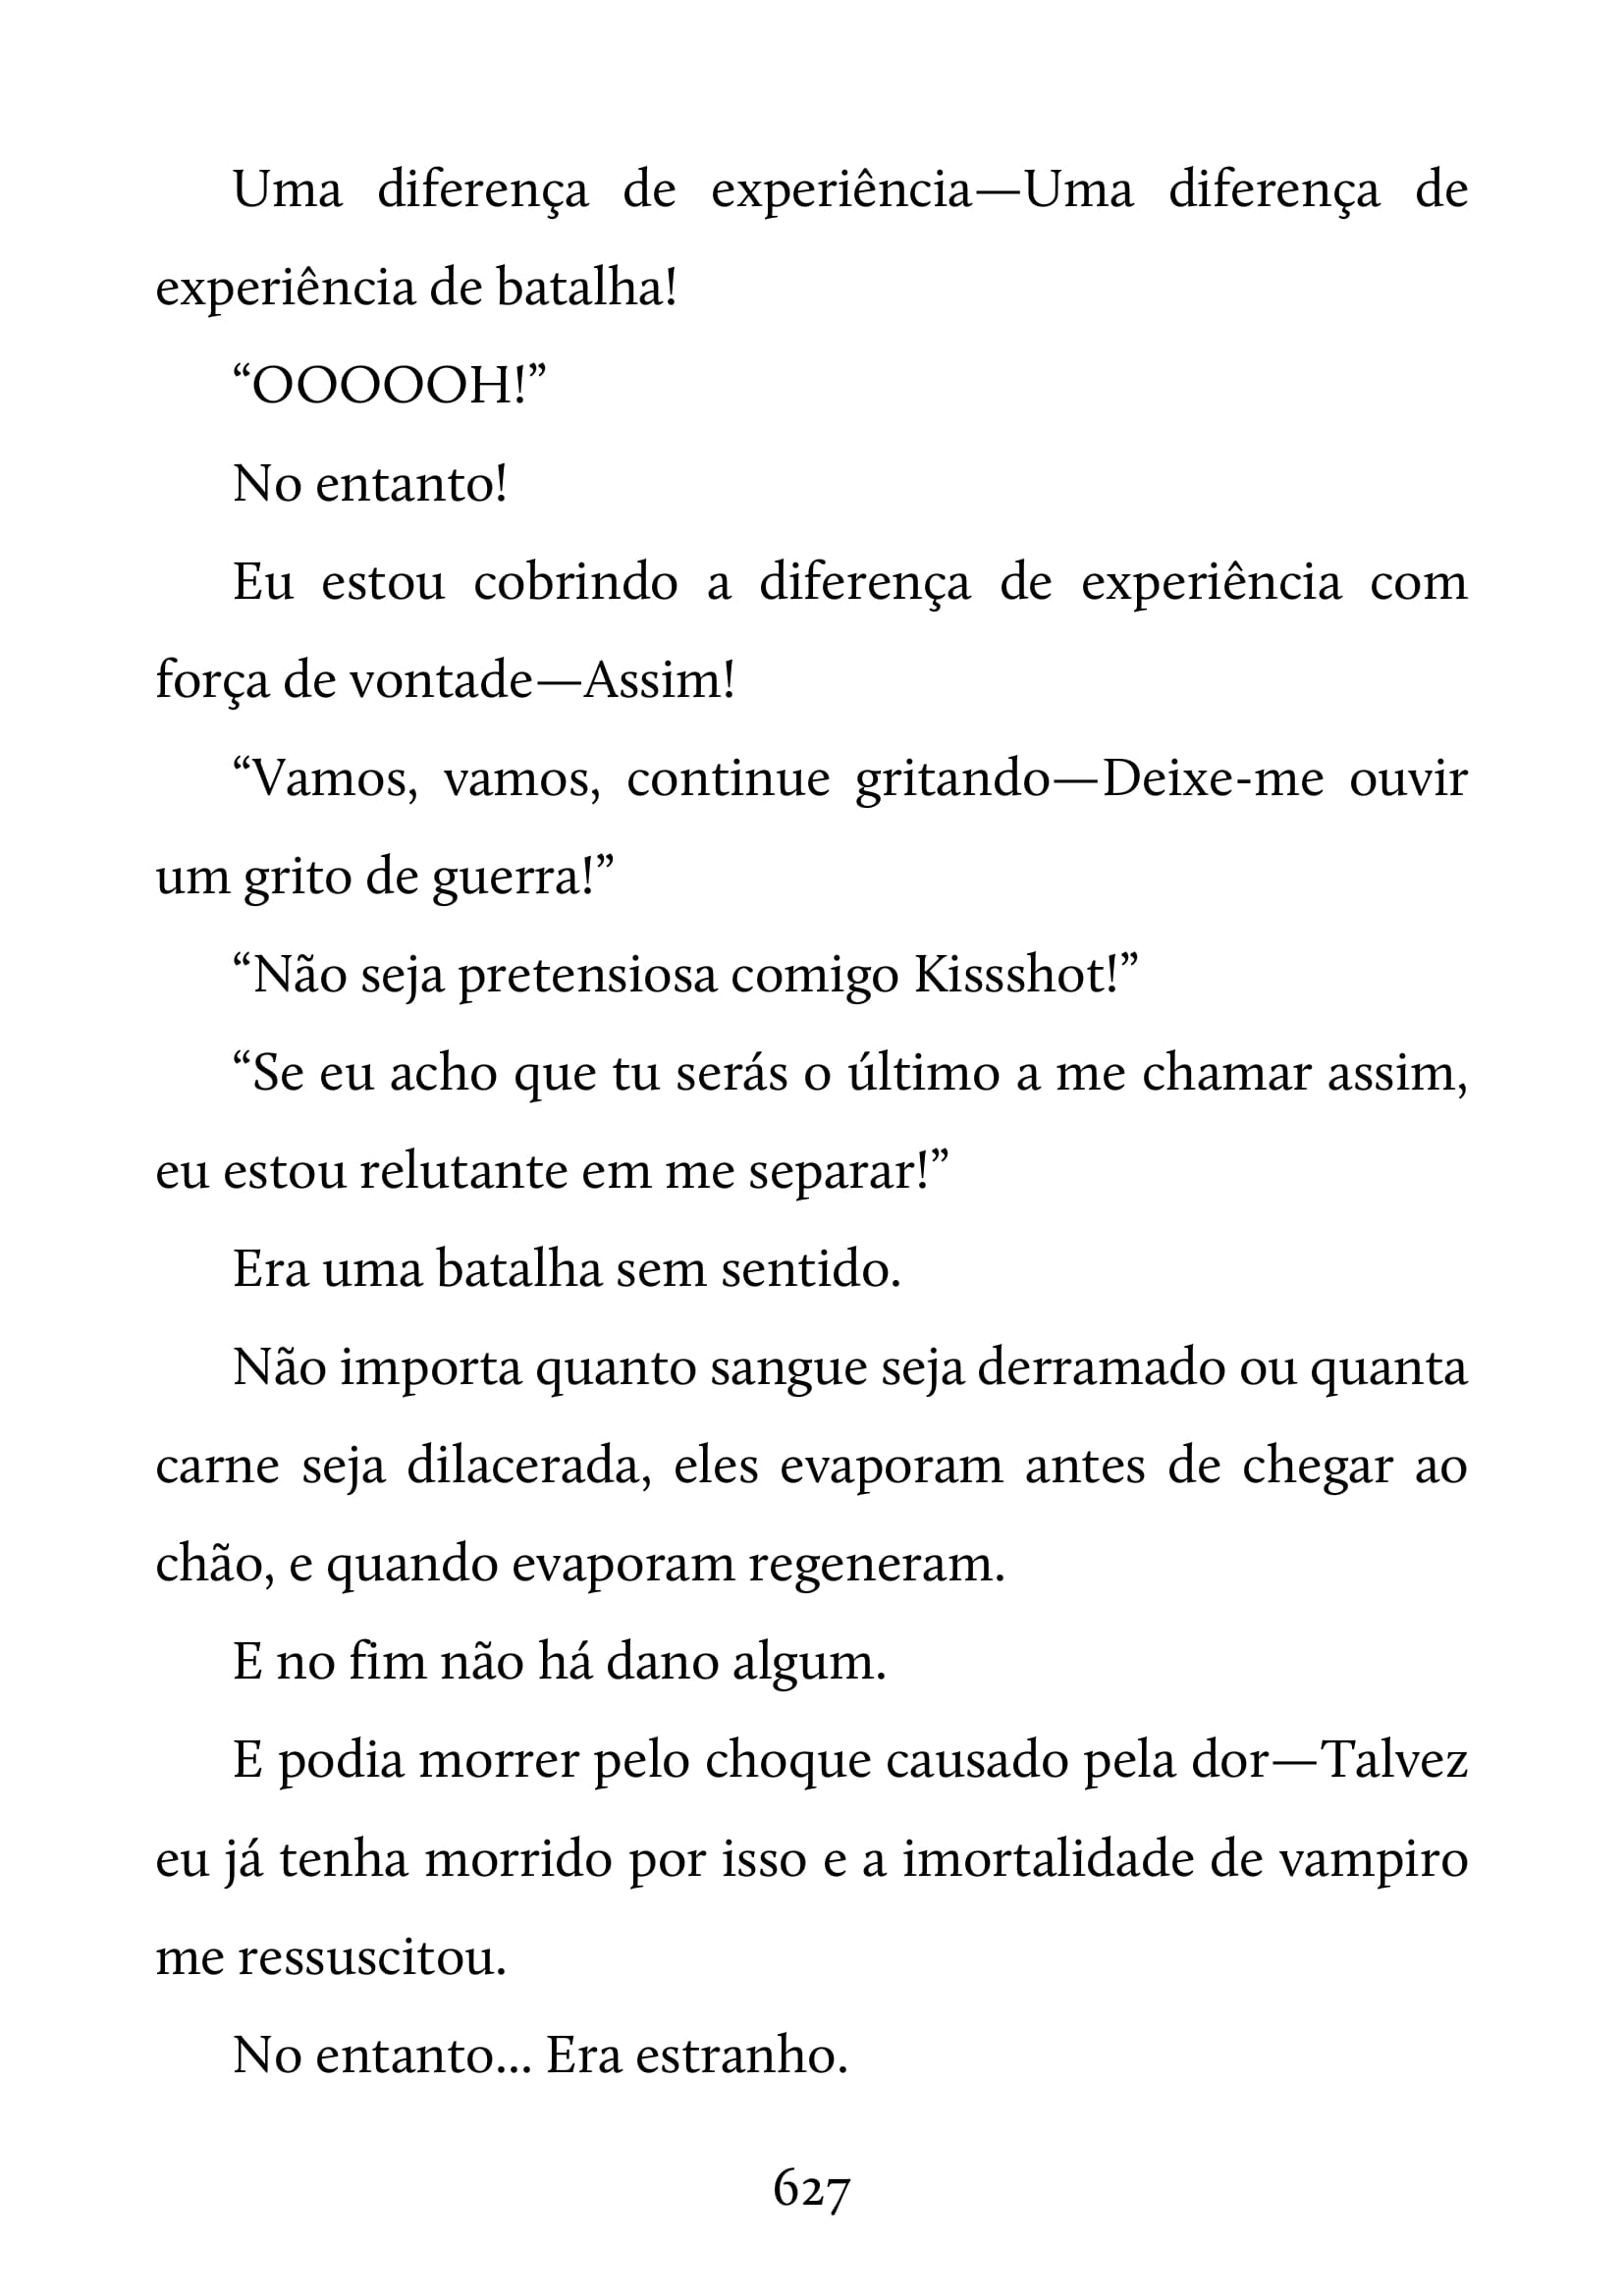 Uma diferença de experiência—Uma diferença de
experiência de batalha!
“OOOOOH!”
No entanto!
Eu estou cobrindo a diferença de experiência com
força de vontade—Assim!
“Vamos, vamos, continue gritando—Deixe-me ouvir
um grito de guerra!”
“Não seja pretensiosa comigo Kissshot!”
“Se eu acho que tu serás o último a me chamar assim,
eu estou relutante em me separar!”
Era uma batalha sem sentido.
Não importa quanto sangue seja derramado ou quanta
carne seja dilacerada, eles evaporam antes de chegar ao
chão, e quando evaporam regeneram.
E no fim não há dano algum.
E podia morrer pelo choque causado pela dor—Talvez
eu já tenha morrido por isso e a imortalidade de vampiro
me ressuscitou.
No entanto... Era estranho.
627